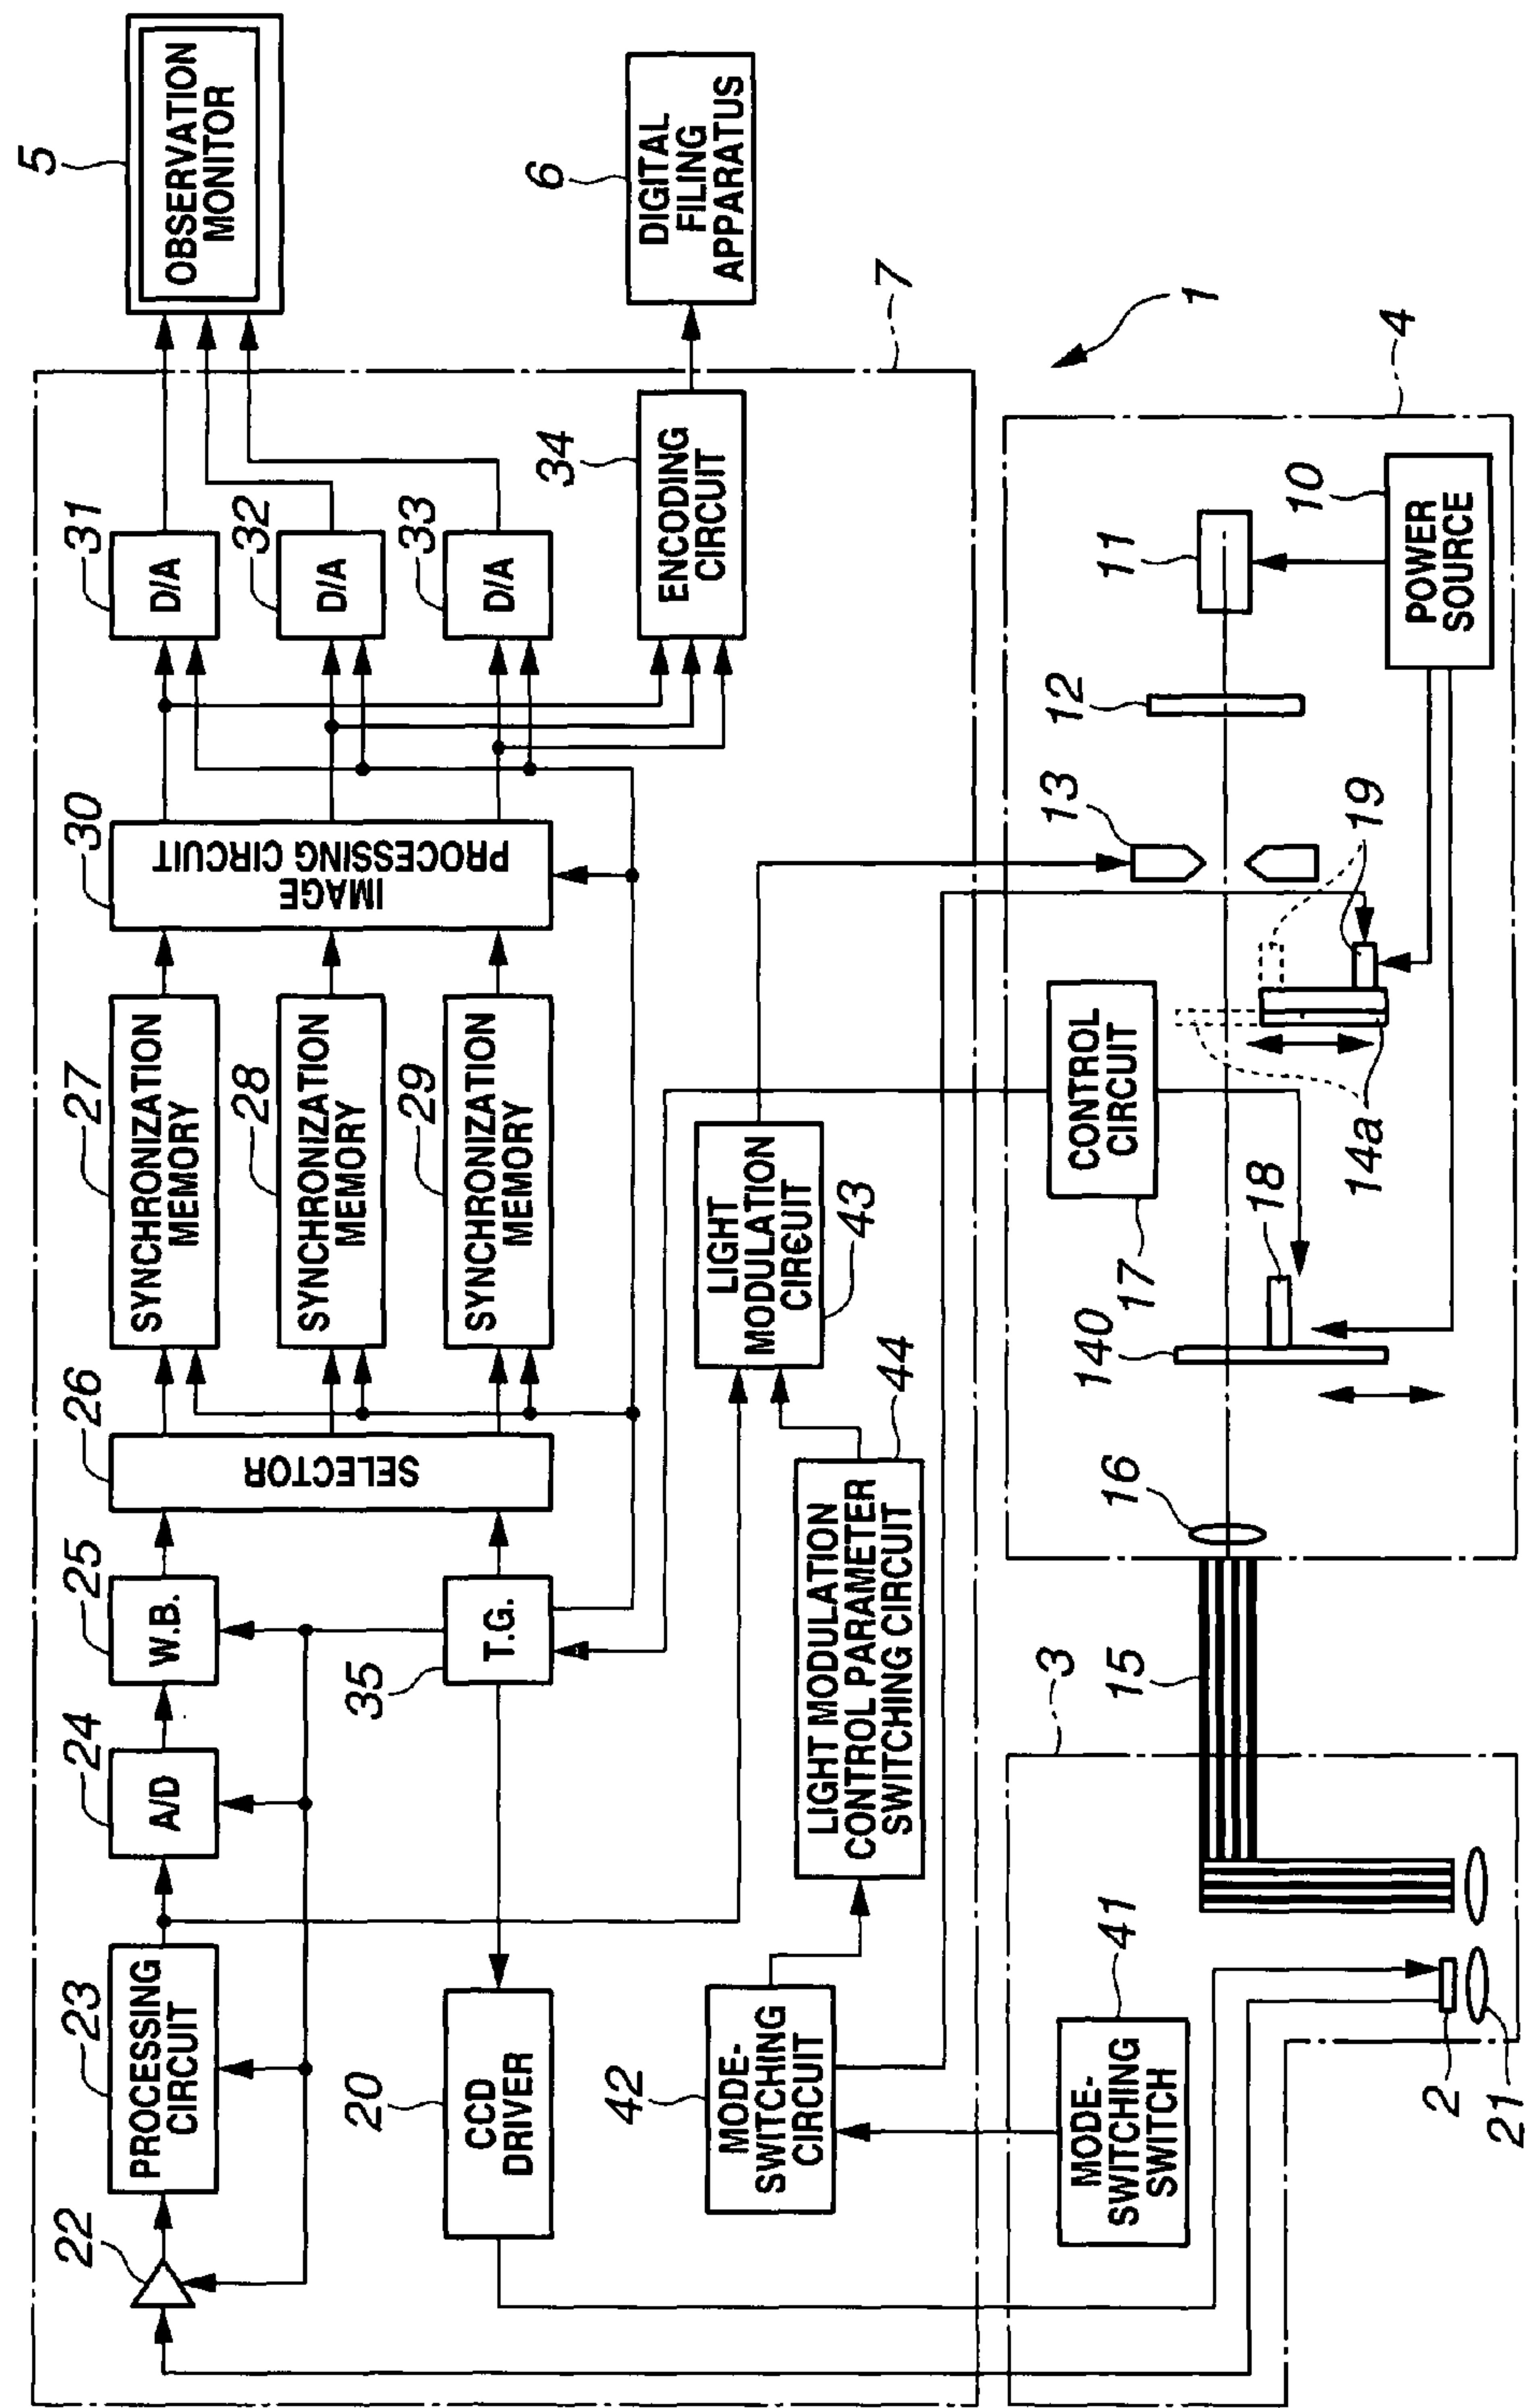 5
OBSERVATION
MONITOR
6
DIGITAL
FILING
APPARATUS
7
1
22
23
PROCESSING
CIRCUIT
24
A/D
25
W.B.
26
SELECTOR
27
SYNCHRONIZATION
MEMORY
28
SYNCHRONIZATION
MEMORY
29
SYNCHRONIZATION
MEMORY
30
IMAGE
PROCESSING CIRCUIT
31
D/A
32
D/A
33
D/A
34
ENCODING
CIRCUIT
20
CCD
DRIVER
35
T.G.
42
MODE-
SWITCHING
CIRCUIT
LIGHT MODULATION
CONTROL PARAMETER
SWITCHING CIRCUIT
44
LIGHT
MODULATION
CIRCUIT
43
3
41
MODE-
SWITCHING
SWITCH
2
21
15
4
16
140
18
17
CONTROL
CIRCUIT
14a
19
13
12
11
10
POWER
SOURCE